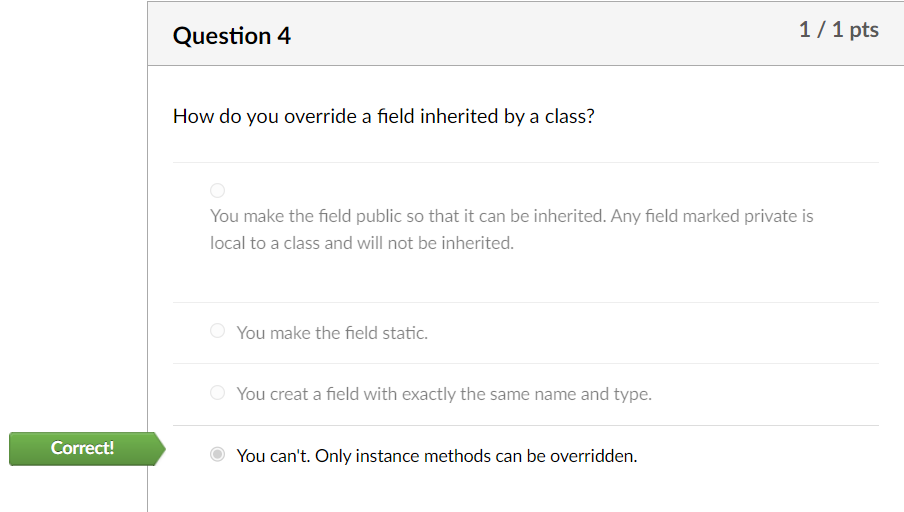 Question 4
1 / 1 pts
How do you override a field inherited by a class?
You make the field public so that it can be inherited. Any field marked private is
local to a class and will not be inherited.
You make the field static.
You creat a field with exactly the same name and type.
Correct!
You can't. Only instance methods can be overridden.